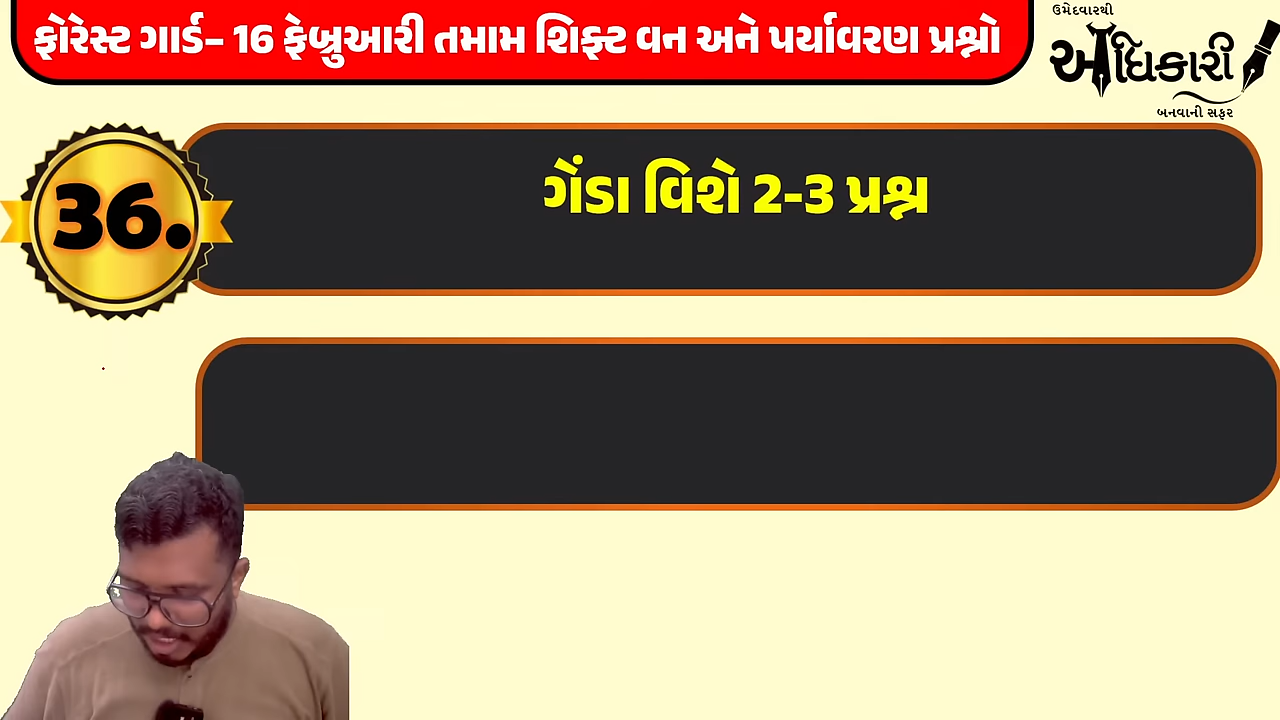 ફોરેસ્ટ ગાર્ડ– 16 ફેબ્રુઆરી તમામ શિફ્ટ વન અને પર્યાવરણ પ્રશ્નો
ઉમેદવારથી
અધિકારી
બનવાની સફર
36.
ગેંડા વિશે 2-3 પ્રશ્ન